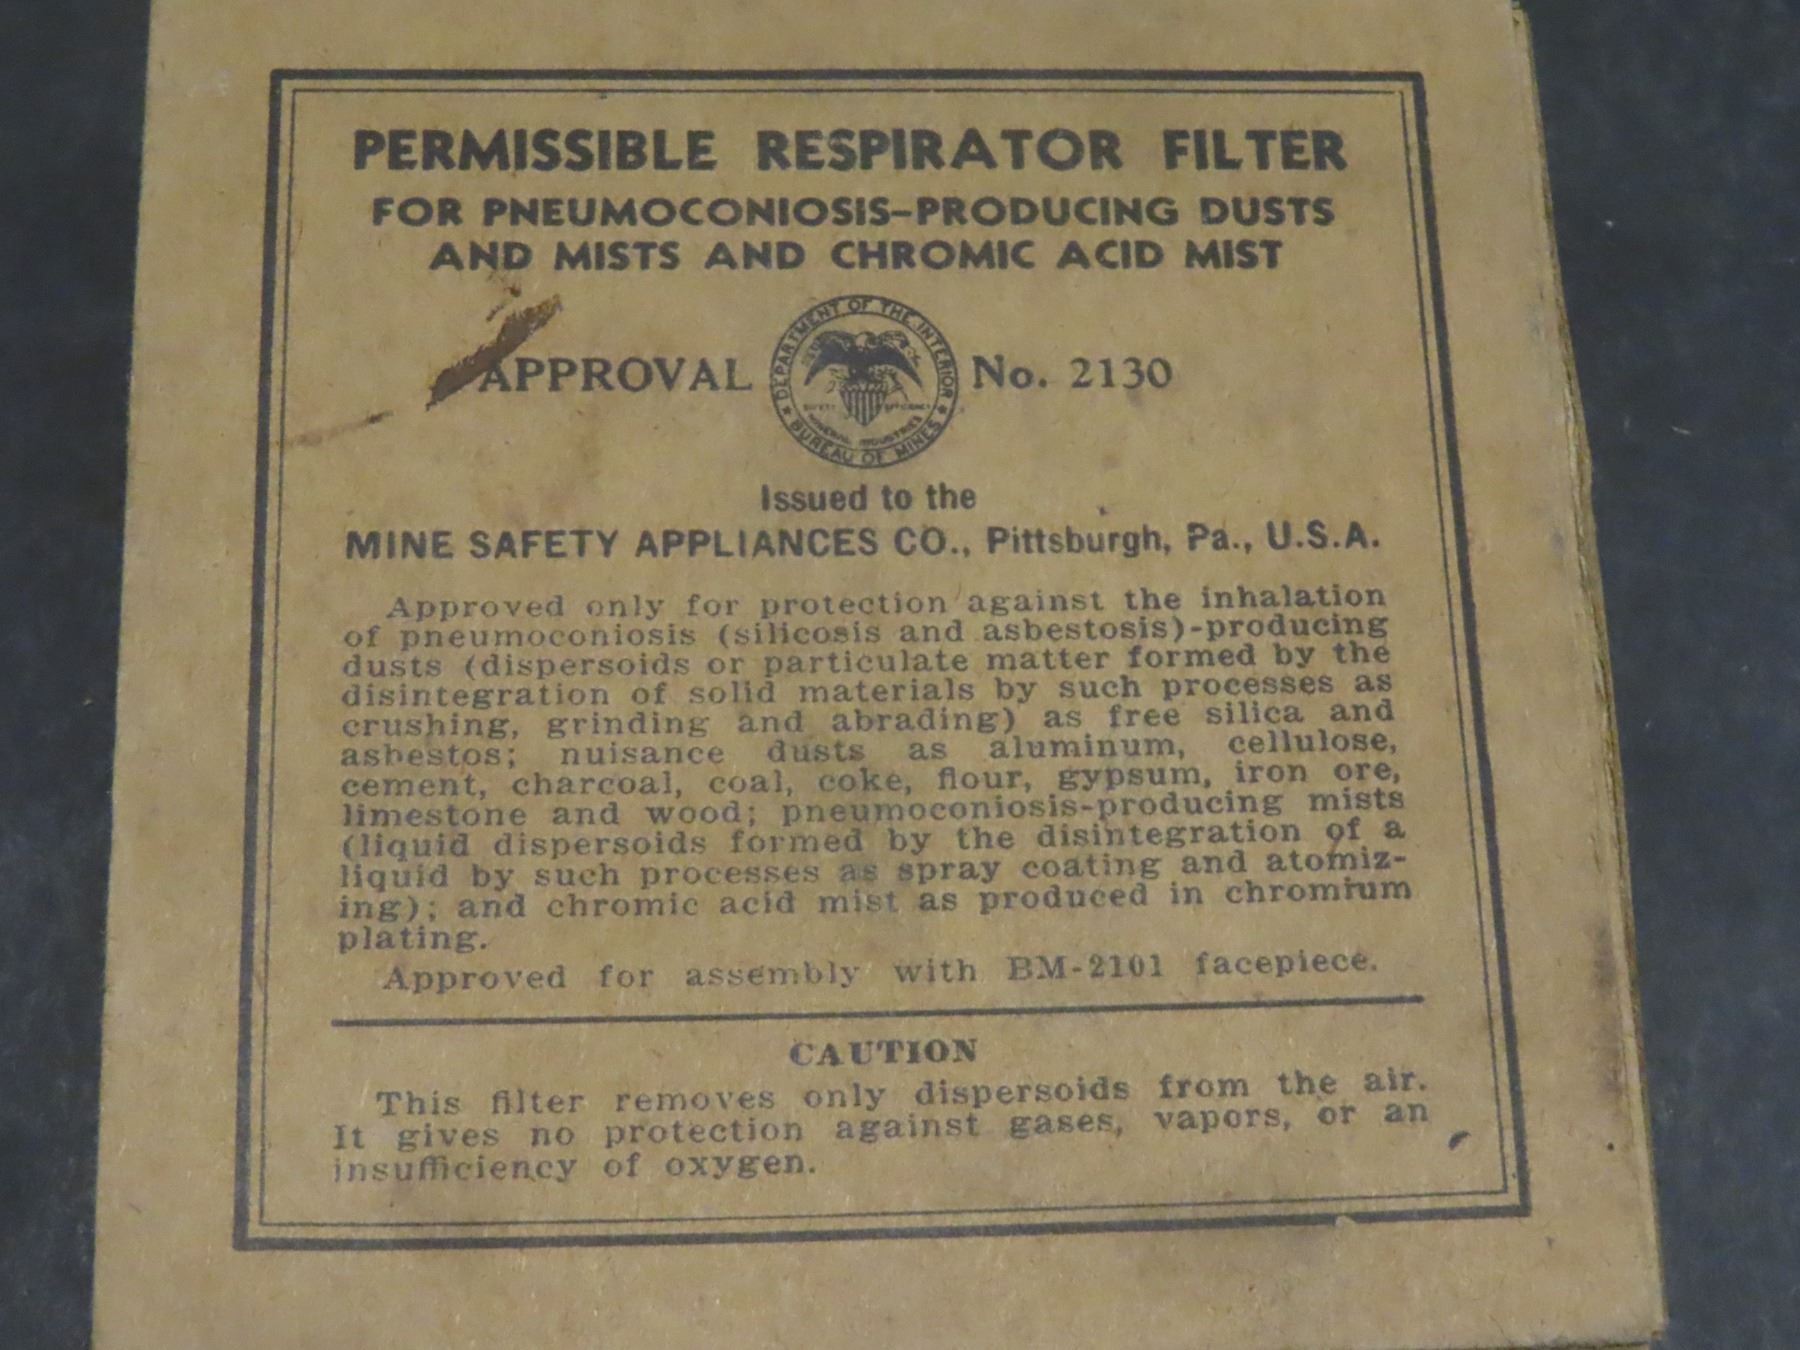 PERMISSIBLE RESPIRATOR FILTER
FOR PNEUMOCONIOSIS-PRODUCING DUSTS
AND MISTS AND CHROMIC ACID MIST
APPROVAL No. 2130
DEPARTMENT OF THE INTERIOR
SAFETY EFFICIENCY
MINERAL INDUSTRIES
BUREAU OF MINES
Issued to the
MINE SAFETY APPLIANCES CO., Pittsburgh, Pa., U.S.A.
Approved only for protection against the inhalation
of pneumoconiosis (silicosis and asbestosis)-producing
dusts (dispersoids or particulate matter formed by the
disintegration of solid materials by such processes as
crushing, grinding and abrading) as free silica and
asbestos; nuisance dusts as aluminum, cellulose,
cement, charcoal, coal, coke, flour, gypsum, iron ore,
limestone and wood; pneumoconiosis-producing mists
(liquid dispersoids formed by the disintegration of a
liquid by such processes as spray coating and atomiz-
ing); and chromic acid mist as produced in chromium
plating.
Approved for assembly with BM-2101 facepiece.
CAUTION
This filter removes only dispersoids from the air.
It gives no protection against gases, vapors, or an
insufficiency of oxygen.